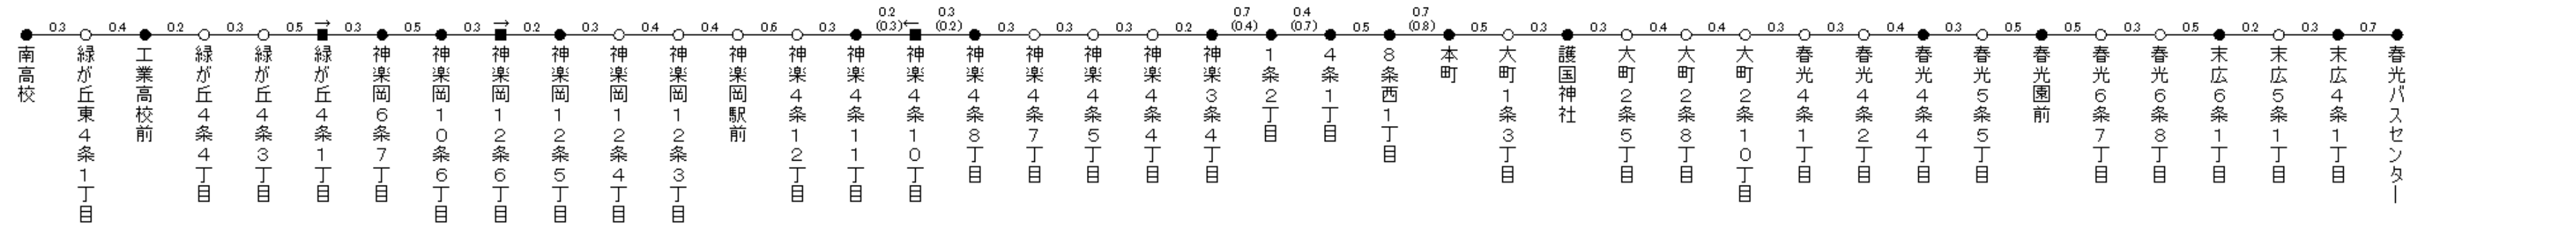 0.3 0.4 0.2 0.3 0.5 → 0.3 0.5 0.3 → 0.2 0.3 0.4 0.4 0.6 0.3 0.2 (0.3) ← 0.3 (0.2) 0.3 0.3 0.3 0.2 0.7 (0.4) 0.4 (0.7) 0.5 0.7 (0.8) 0.5 0.3 0.3 0.4 0.4 0.3 0.3 0.4 0.3 0.5 0.5 0.3 0.5 0.2 0.3 0.7
南高校
緑が丘東4条1丁目
工業高校前
緑が丘4条4丁目
緑が丘4条3丁目
緑が丘4条1丁目
神楽岡6条7丁目
神楽岡10条6丁目
神楽岡12条6丁目
神楽岡12条5丁目
神楽岡12条4丁目
神楽岡12条3丁目
神楽岡駅前
神楽4条12丁目
神楽4条11丁目
神楽4条10丁目
神楽4条8丁目
神楽4条7丁目
神楽4条5丁目
神楽4条4丁目
神楽3条4丁目
1条2丁目
4条1丁目
8条西1丁目
本町
大町1条3丁目
護国神社
大町2条5丁目
大町2条8丁目
大町2条10丁目
春光4条1丁目
春光4条2丁目
春光4条4丁目
春光5条5丁目
春光園前
春光6条7丁目
春光6条8丁目
末広6条1丁目
末広5条1丁目
末広4条1丁目
春光バスセンター